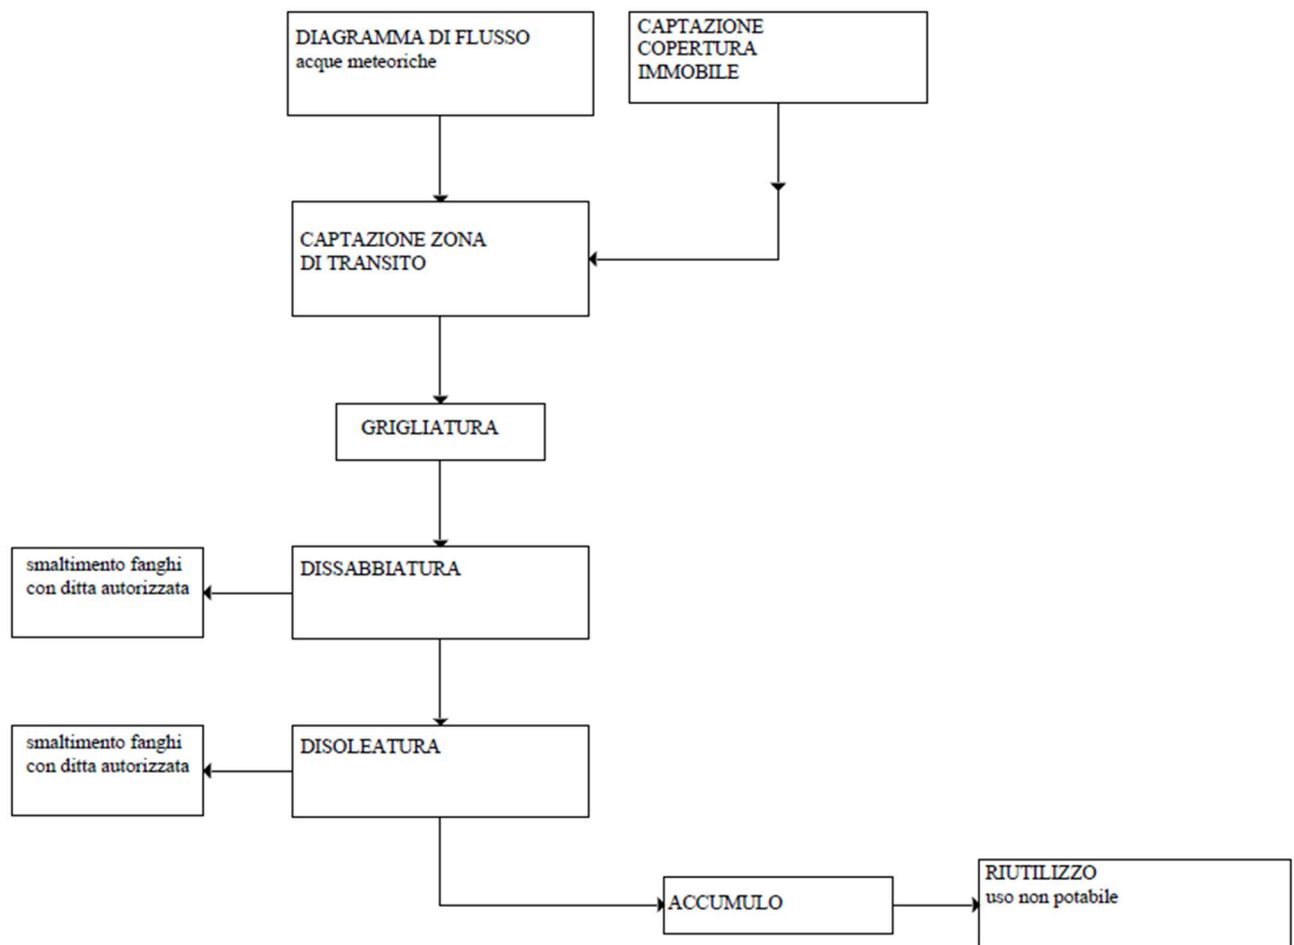 DIAGRAMMA DI FLUSSO
acque meteoriche
CAPTAZIONE
COPERTURA
IMMOBILE
CAPTAZIONE ZONA
DI TRANSITO
GRIGLIATURA
smaltimento fanghi
con ditta autorizzata
DISSABBIATURA
smaltimento fanghi
con ditta autorizzata
DISOLEATURA
ACCUMULO
RIUTILIZZO
uso non potabile